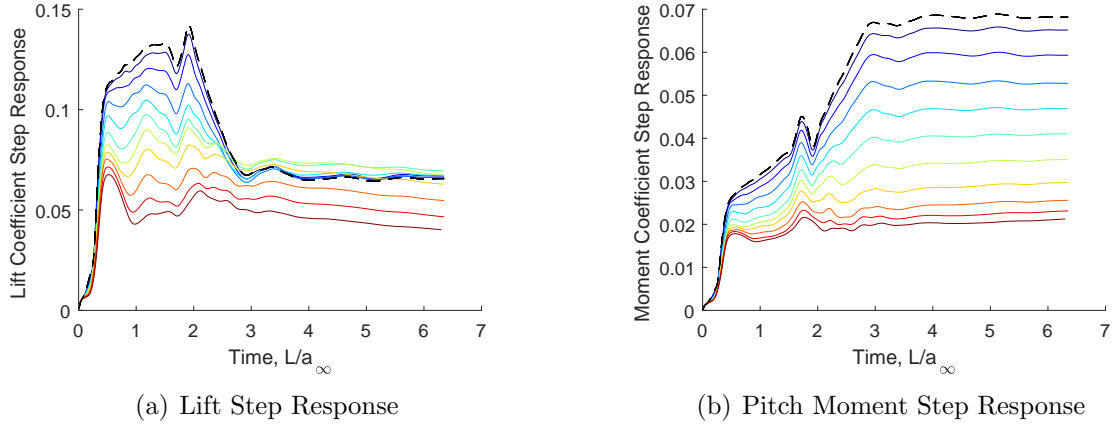 0.15
0.1
0.05
0
Lift Coefficient Step Response
0 1 2 3 4 5 6 7
Time, L/a∞
(a) Lift Step Response
0.07
0.06
0.05
0.04
0.03
0.02
0.01
0
Moment Coefficient Step Response
0 1 2 3 4 5 6 7
Time, L/a∞
(b) Pitch Moment Step Response